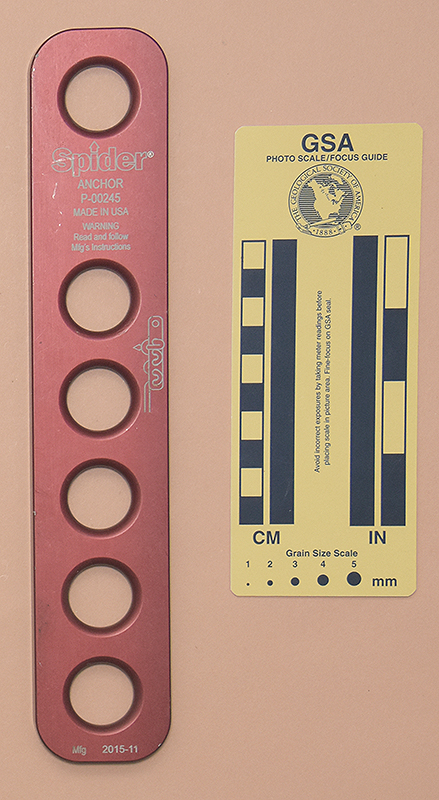 Spider®
ANCHOR
P-00245
MADE IN USA
WARNING
Read and follow
Mfg's Instructions
Mfg 2015-11
GSA
PHOTO SCALE/FOCUS GUIDE
THE GEOLOGICAL SOCIETY OF AMERICA
1888
®
Avoid incorrect exposures by taking meter readings before
placing scale in picture area. Fine-focus on GSA seal.
CM IN
Grain Size Scale
1 2 3 4 5
mm